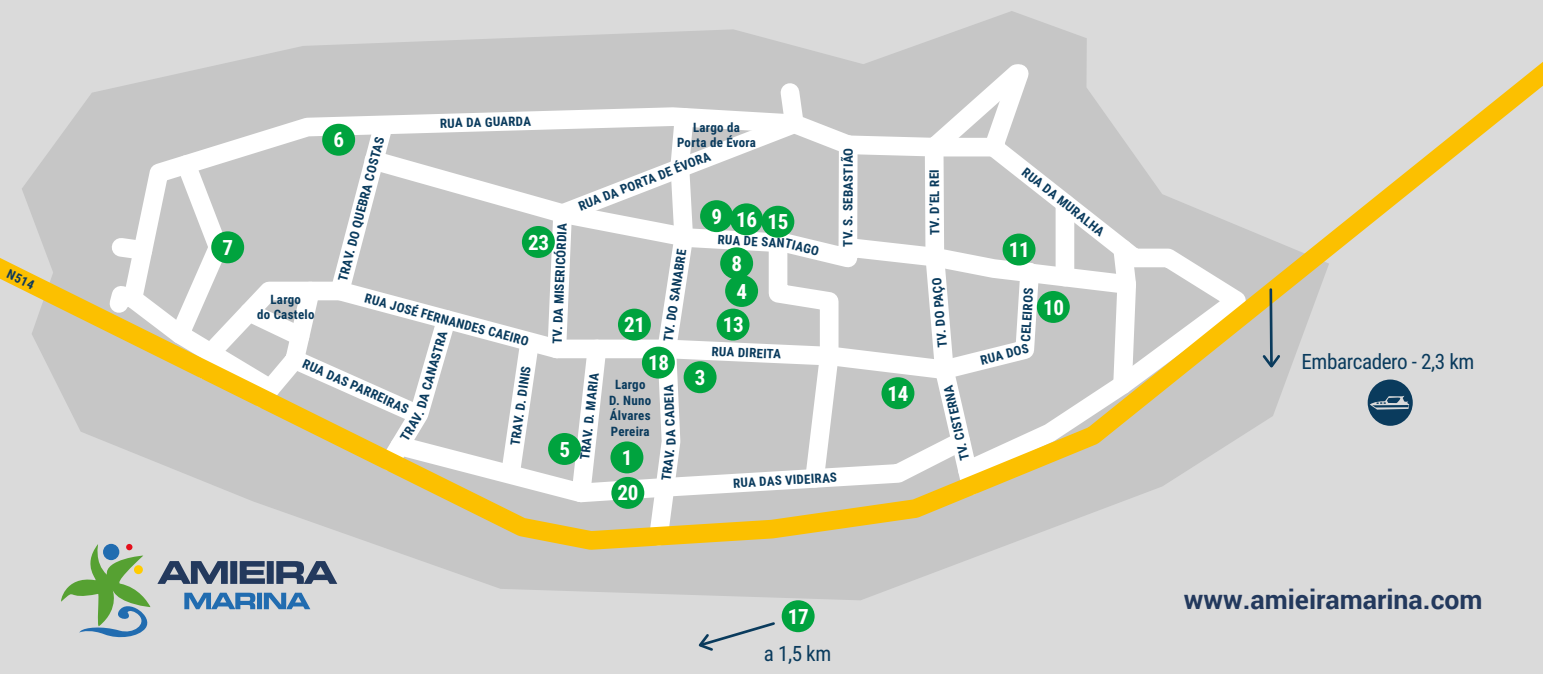 RUA DA GUARDA
Largo da
Porta de Évora
6
TRAV. DO QUEBRA COSTAS
RUA DA PORTA DE ÉVORA
TV. S. SEBASTIÃO
TV. D'EL REI
RUA DA MURALHA
9
16
15
7
23
TV. DA MISERICÓRDIA
RUA DE SANTIAGO
11
N514
8
4
TV. DO SANABRE
Largo
do Castelo
RUA JOSÉ FERNANDES CAEIRO
21
13
TV. DO PAÇO
RUA DOS CELEIROS
10
RUA DIREITA
18
3
14
Embarcadero - 2,3 km
RUA DAS PARREIRAS
TRAV. DA CANASTRA
TRAV. D. DINIS
TRAV. D. MARIA
Largo
D. Nuno
Álvares
Pereira
TRAV. DA CADEIA
TV. CISTERNA
5
1
20
RUA DAS VIDEIRAS
AMIEIRA
MARINA
www.amieiramarina.com
17
a 1,5 km